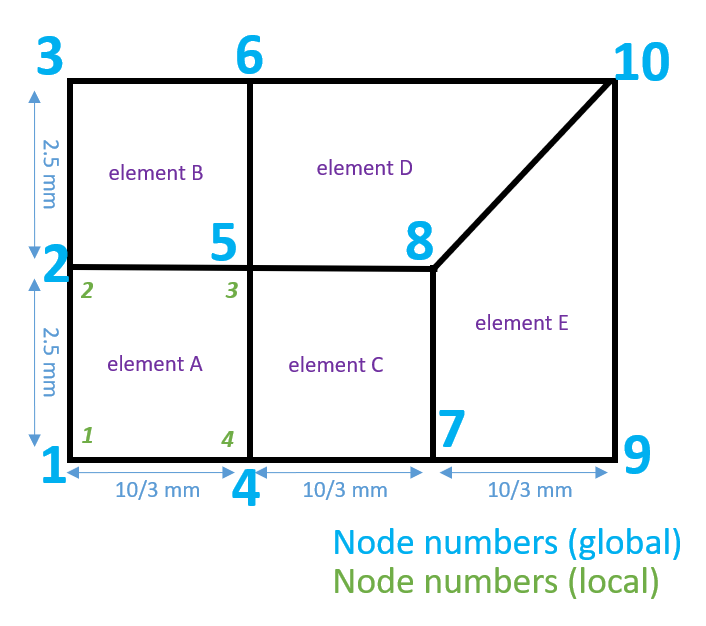 3
6
10
2.5 mm
element B
element D
2
5
8
2
3
2.5 mm
element A
element C
element E
1
4
7
1
4
9
10/3 mm
10/3 mm
10/3 mm
Node numbers (global)
Node numbers (local)